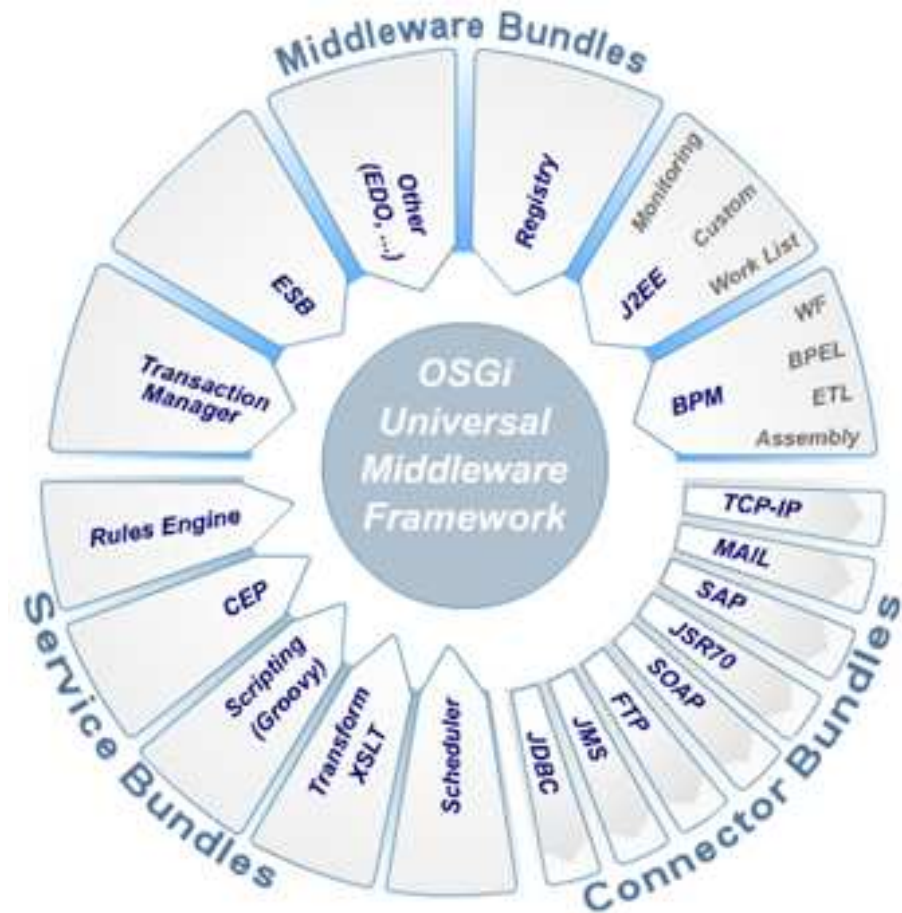 Middleware Bundles
Other
(EDO, ...)
Registry
Monitoring
Custom
Work List
J2EE
ESB
WF
BPEL
ETL
Assembly
BPM
Transaction
Manager
OSGi
Universal
Middleware
Framework
Rules Engine
CEP
Scripting
(Groovy)
Transform
XSLT
Scheduler
Service Bundles
TCP-IP
MAIL
SAP
JSR70
SOAP
FTP
JMS
JDBC
Connector Bundles